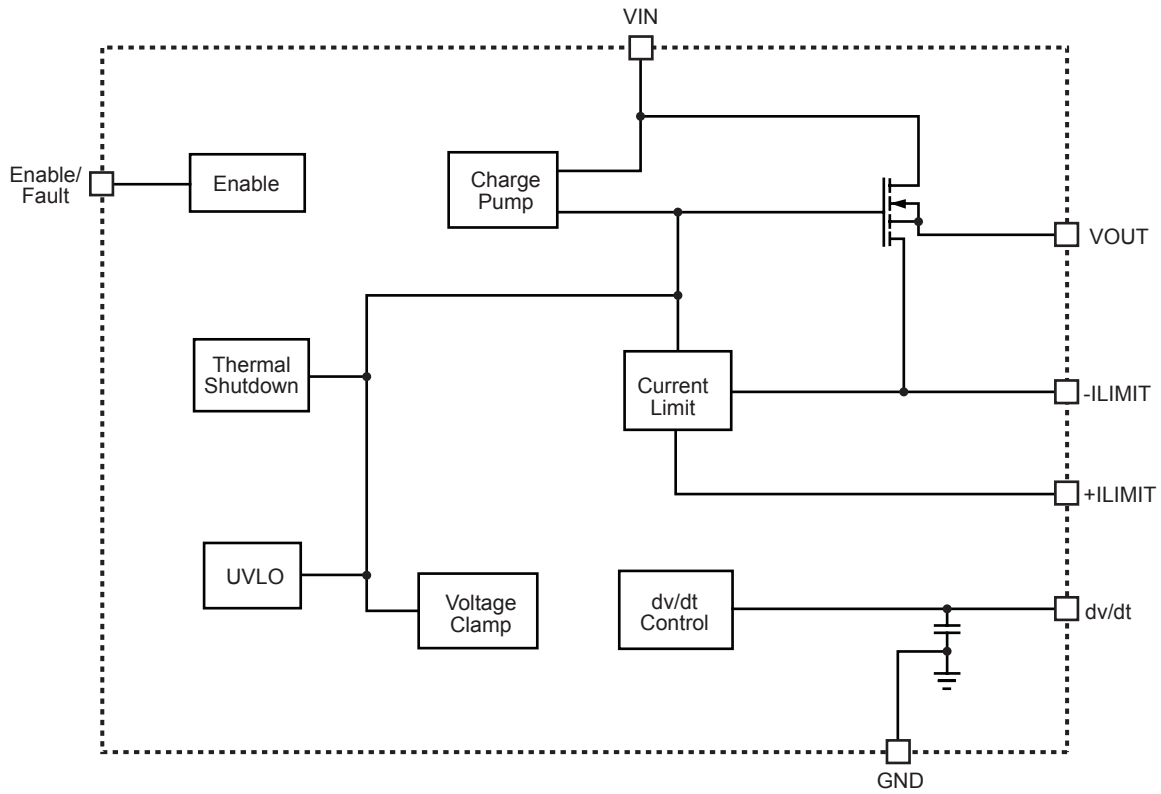 VIN
Enable/
Fault
Enable
Charge
Pump
VOUT
Thermal
Shutdown
Current
Limit
-ILIMIT
+ILIMIT
UVLO
Voltage
Clamp
dv/dt
Control
dv/dt
GND